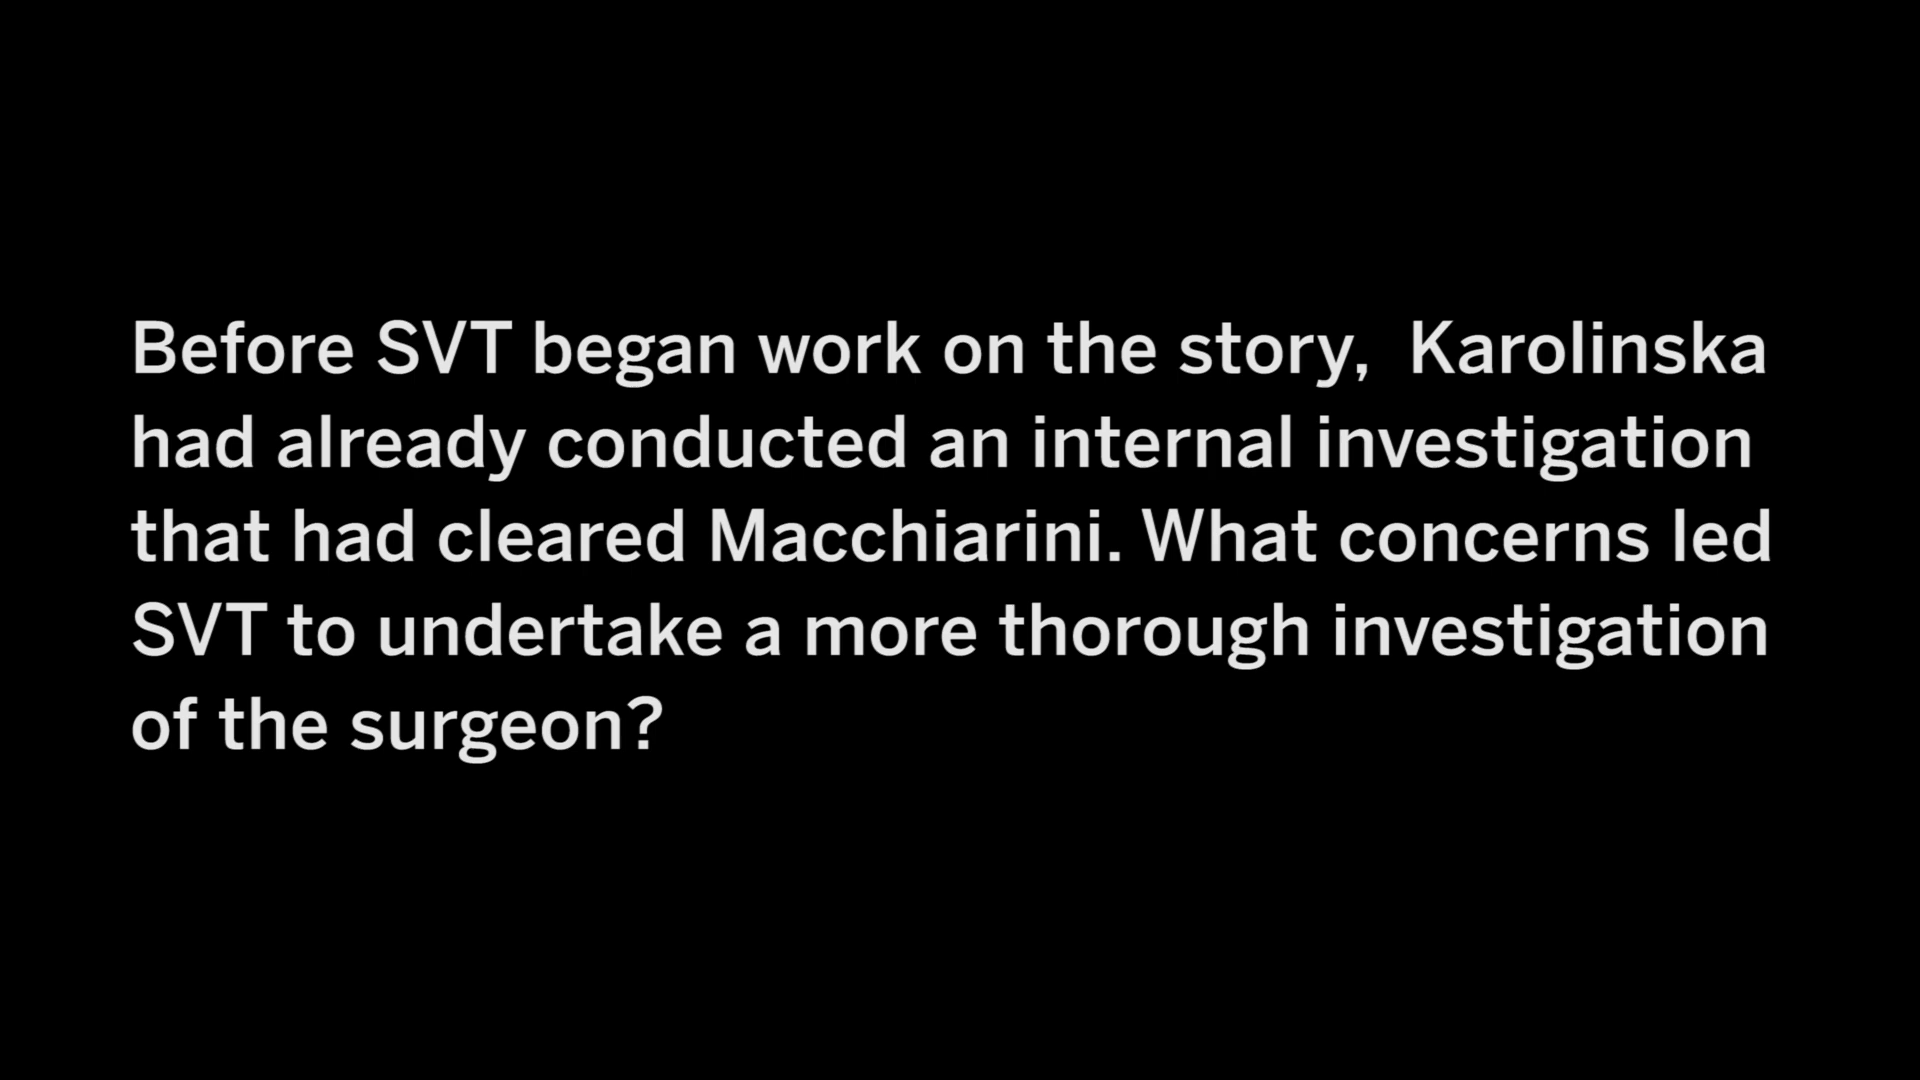 Before SVT began work on the story,  Karolinska
had already conducted an internal investigation
that had cleared Macchiarini. What concerns led
SVT to undertake a more thorough investigation
of the surgeon?